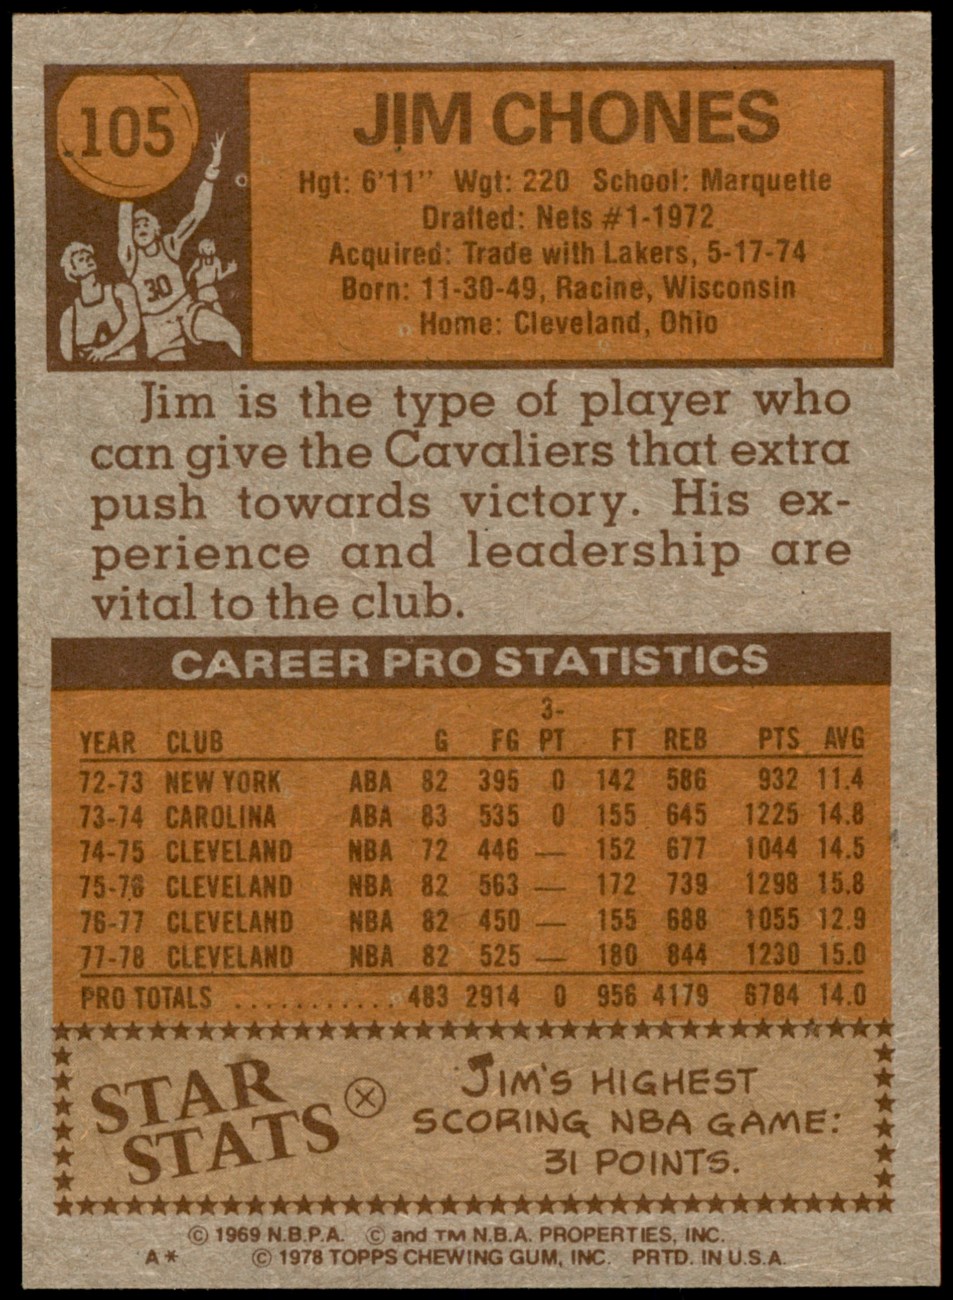 105
JIM CHONES
Hgt: 6'11" Wgt: 220 School: Marquette
Drafted: Nets #1-1972
Acquired: Trade with Lakers, 5-17-74
Born: 11-30-49, Racine, Wisconsin
Home: Cleveland, Ohio
30
Jim is the type of player who
can give the Cavaliers that extra
push towards victory. His ex-
perience and leadership are
vital to the club.
CAREER PRO STATISTICS
YEAR CLUB G FG 3-PT FT REB PTS AVG
72-73 NEW YORK ABA 82 395 0 142 586 932 11.4
73-74 CAROLINA ABA 83 535 0 155 645 1225 14.8
74-75 CLEVELAND NBA 72 446 — 152 677 1044 14.5
75-76 CLEVELAND NBA 82 563 — 172 739 1298 15.8
76-77 CLEVELAND NBA 82 450 — 155 688 1055 12.9
77-78 CLEVELAND NBA 82 525 — 180 844 1230 15.0
PRO TOTALS ............ 483 2914 0 956 4179 6784 14.0
STAR
STATS
JIM'S HIGHEST
SCORING NBA GAME:
31 POINTS.
© 1969 N.B.P.A. © and TM N.B.A. PROPERTIES, INC.
A* © 1978 TOPPS CHEWING GUM, INC. PRTD. IN U.S.A.